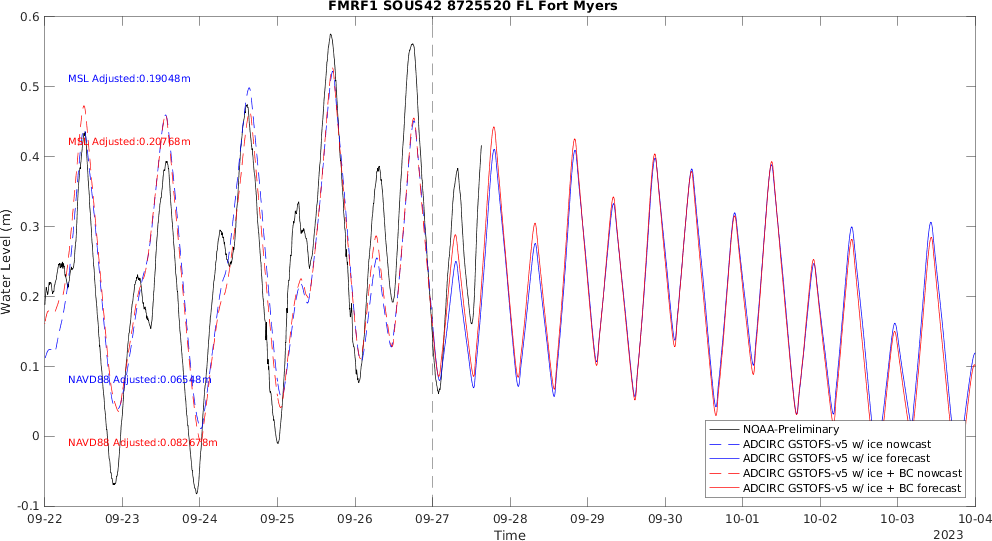 FMRF1 SOUS42 8725520 FL Fort Myers
0.6
0.5
0.4
0.3
0.2
0.1
0
-0.1
Water Level (m)
MSL Adjusted:0.19048m
MSL Adjusted:0.20768m
NAVD88 Adjusted:0.06548m
NAVD88 Adjusted:0.082678m
NOAA-Preliminary
ADCIRC GSTOFS-v5 w/ ice nowcast
ADCIRC GSTOFS-v5 w/ ice forecast
ADCIRC GSTOFS-v5 w/ ice + BC nowcast
ADCIRC GSTOFS-v5 w/ ice + BC forecast
09-22 09-23 09-24 09-25 09-26 09-27 09-28 09-29 09-30 10-01 10-02 10-03 10-04
Time
2023